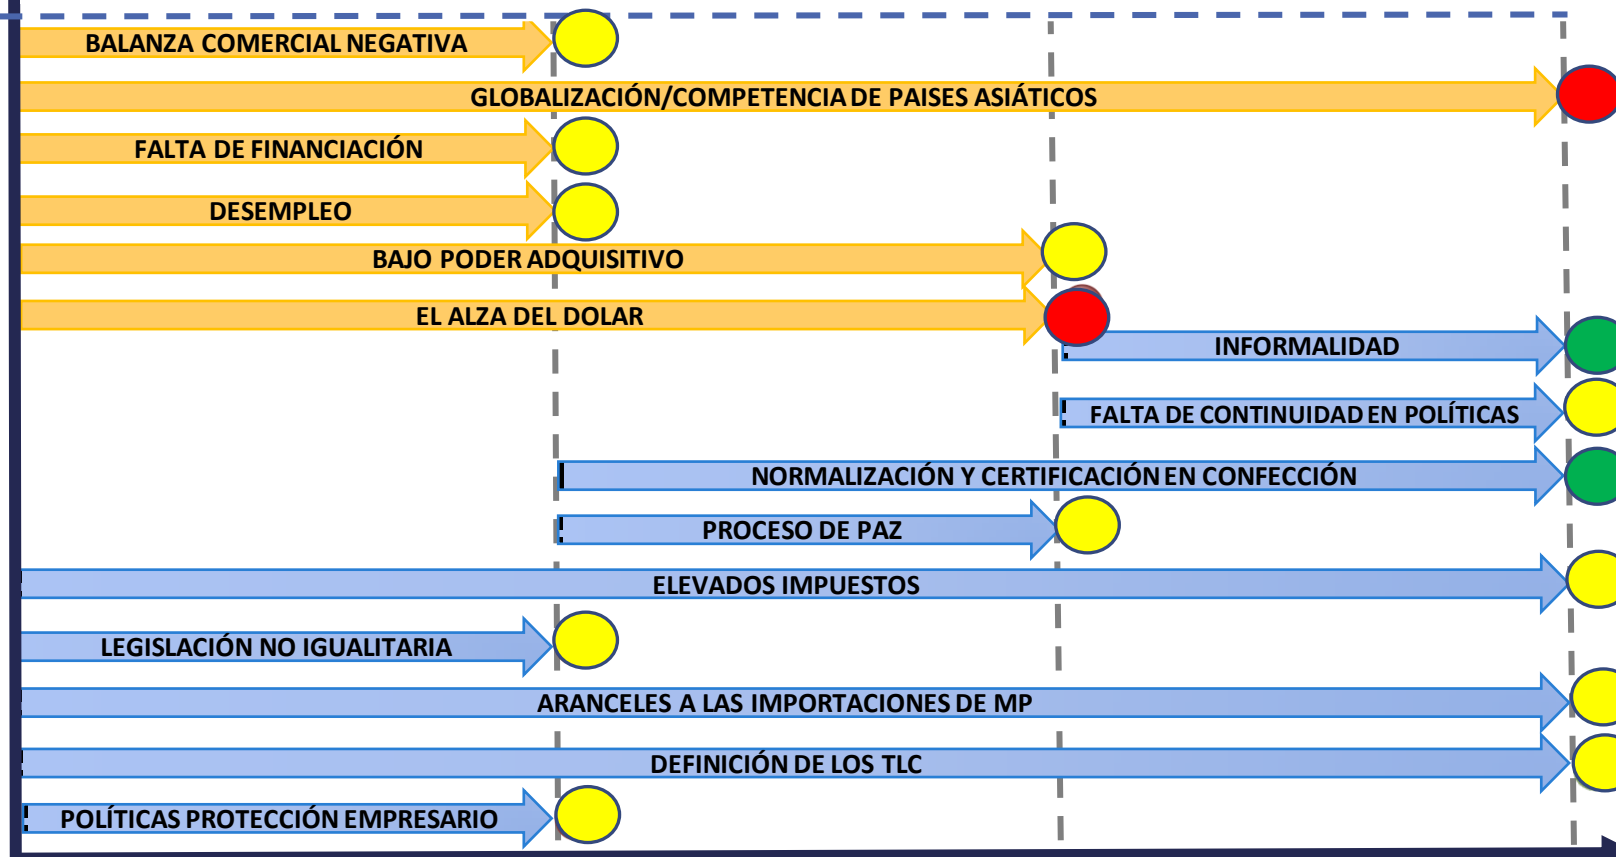 BALANZA COMERCIAL NEGATIVA
GLOBALIZACIÓN/COMPETENCIA DE PAISES ASIÁTICOS
FALTA DE FINANCIACIÓN
DESEMPLEO
BAJO PODER ADQUISITIVO
EL ALZA DEL DOLAR
INFORMALIDAD
FALTA DE CONTINUIDAD EN POLÍTICAS
NORMALIZACIÓN Y CERTIFICACIÓN EN CONFECCIÓN
PROCESO DE PAZ
ELEVADOS IMPUESTOS
LEGISLACIÓN NO IGUALITARIA
ARANCELES A LAS IMPORTACIONES DE MP
DEFINICIÓN DE LOS TLC
POLÍTICAS PROTECCIÓN EMPRESARIO